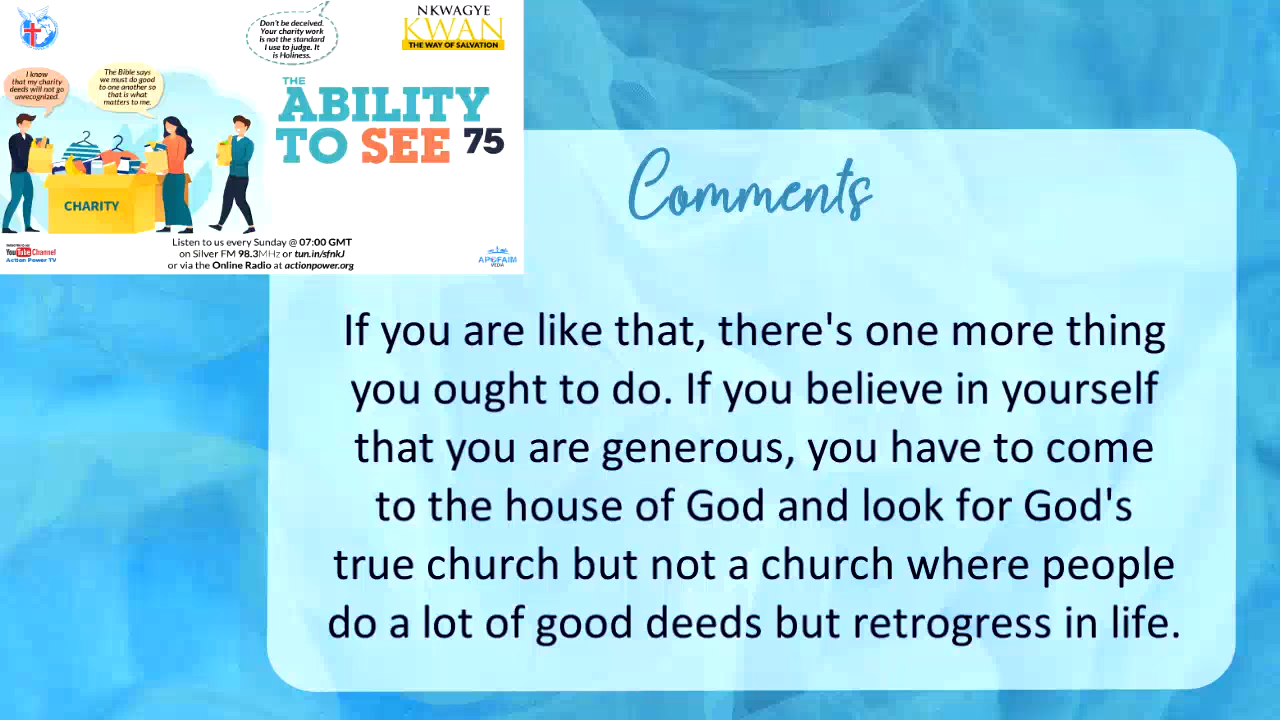 Don't be deceived.
Your charity work
is not the standard
I use to judge. It
is Holiness.
NKWAGYE
KWAN
THE WAY OF SALVATION
I know
that my charity
deeds will not go
unrecognized.
The Bible says
we must do good
to one another so
that is what
matters to me.
THE
ABILITY
TO SEE 75
CHARITY
Listen to us every Sunday @ 07:00 GMT
on Silver FM 98.3MHz or tun.in/sfnkJ
or via the Online Radio at actionpower.org
YouTube Channel
Action Power TV
APOFAIM
MEDIA
Comments
If you are like that, there's one more thing
you ought to do. If you believe in yourself
that you are generous, you have to come
to the house of God and look for God's
true church but not a church where people
do a lot of good deeds but retrogress in life.